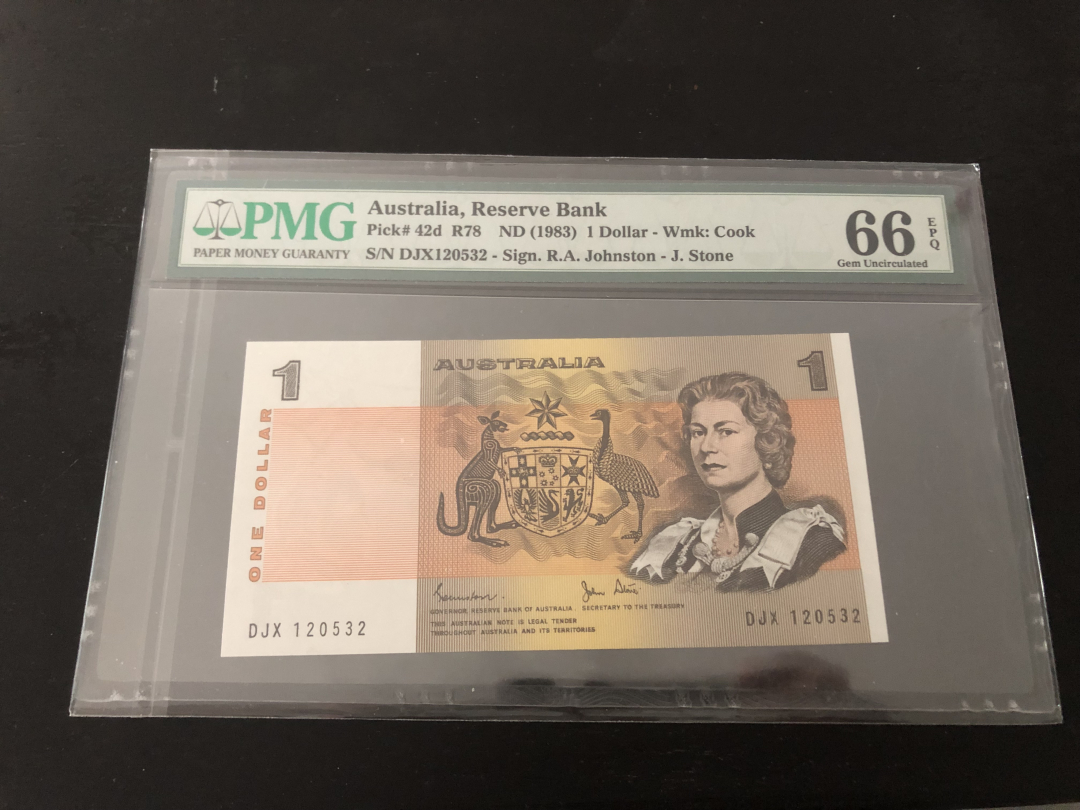 PMG
PAPER MONEY GUARANTY
Australia, Reserve Bank
Pick# 42d R78 ND (1983) 1 Dollar - Wmk: Cook
S/N DJX120532 - Sign. R.A. Johnston - J. Stone
66 EPQ
Gem Uncirculated
1 AUSTRALIA 1
ONE DOLLAR
John Stone
GOVERNOR, RESERVE BANK OF AUSTRALIA. SECRETARY TO THE TREASURY
THIS AUSTRALIAN NOTE IS LEGAL TENDER
THROUGHOUT AUSTRALIA AND ITS TERRITORIES
DJX 120532 DJX 120532